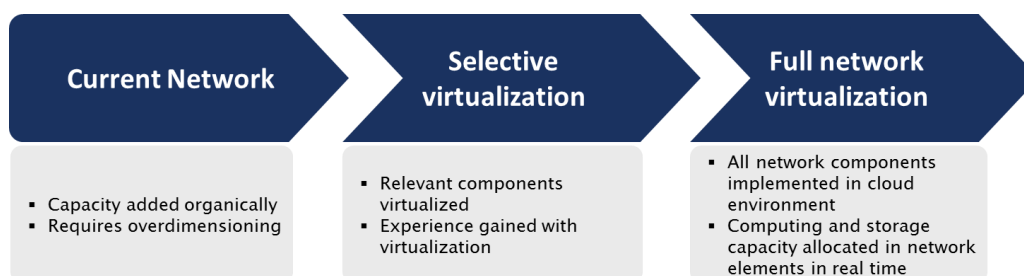 Current Network
Selective
virtualization
Full network
virtualization
▪ Capacity added organically
▪ Requires overdimensioning
▪ Relevant components
virtualized
▪ Experience gained with
virtualization
▪ All network components
implemented in cloud
environment
▪ Computing and storage
capacity allocated in network
elements in real time